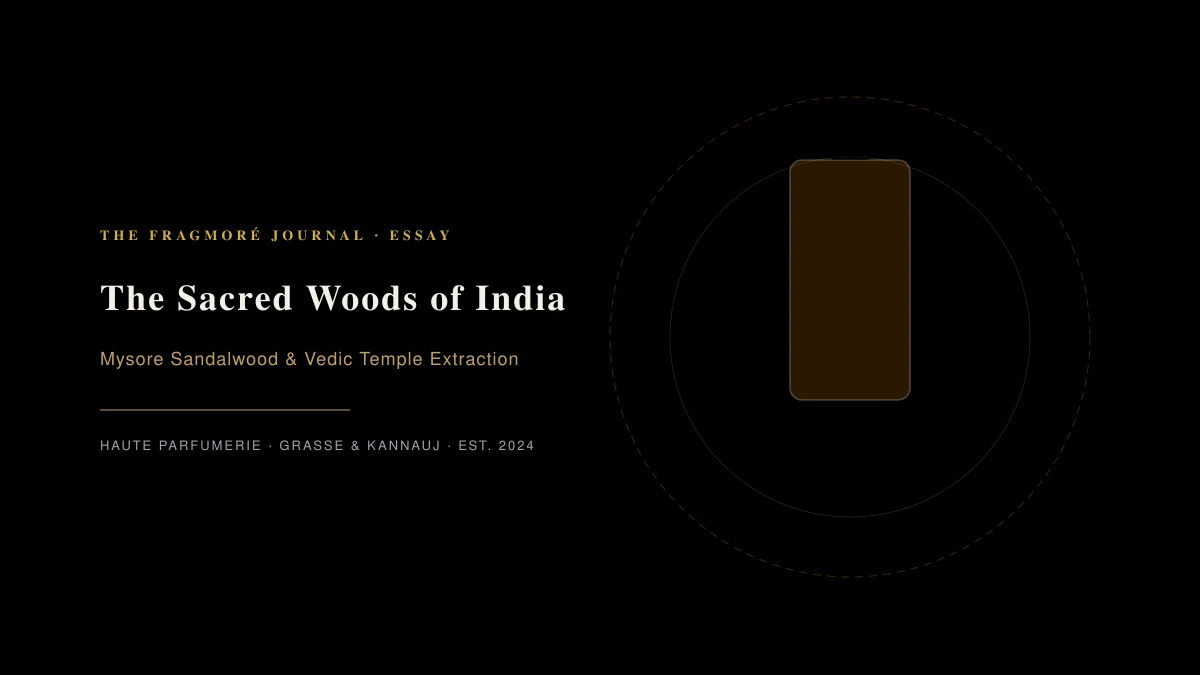 THE FRAGMORÉ JOURNAL · ESSAY
The Sacred Woods of India
Mysore Sandalwood & Vedic Temple Extraction
HAUTE PARFUMERIE · GRASSE & KANNAUJ · EST. 2024